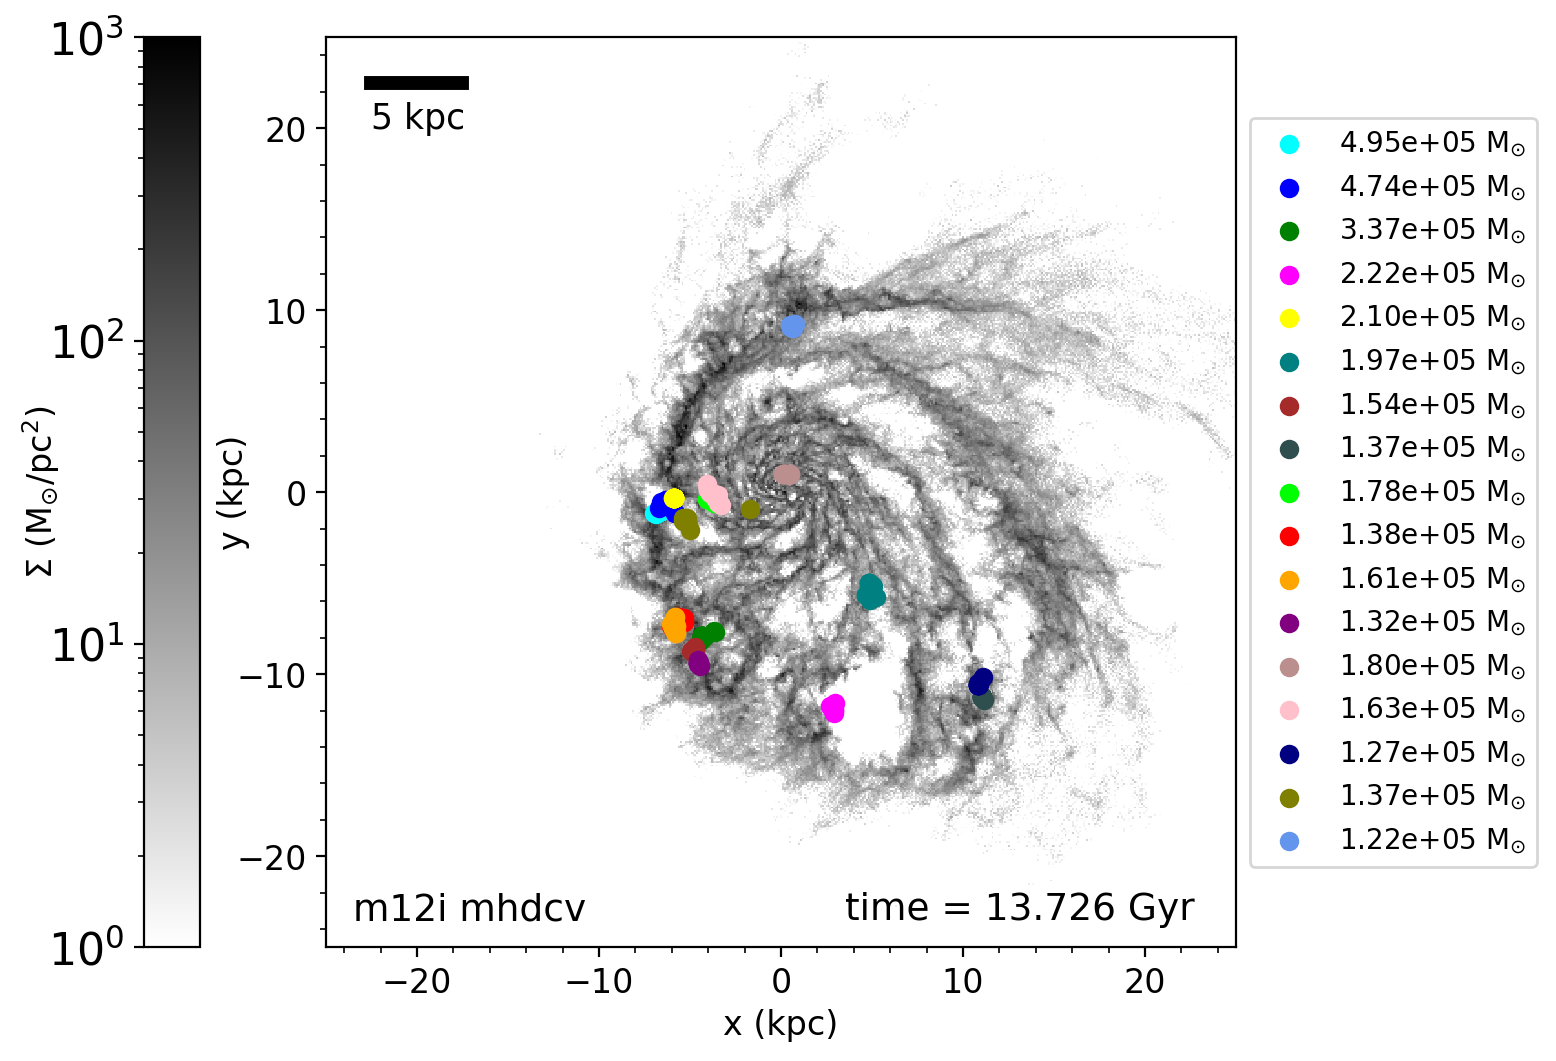 10³
10²
10¹
10⁰
Σ (M☉/pc²)
5 kpc
20
10
0
−10
−20
y (kpc)
m12i mhdcv
time = 13.726 Gyr
−20
−10
0
10
20
x (kpc)
4.95e+05 M☉
4.74e+05 M☉
3.37e+05 M☉
2.22e+05 M☉
2.10e+05 M☉
1.97e+05 M☉
1.54e+05 M☉
1.37e+05 M☉
1.78e+05 M☉
1.38e+05 M☉
1.61e+05 M☉
1.32e+05 M☉
1.80e+05 M☉
1.63e+05 M☉
1.27e+05 M☉
1.37e+05 M☉
1.22e+05 M☉